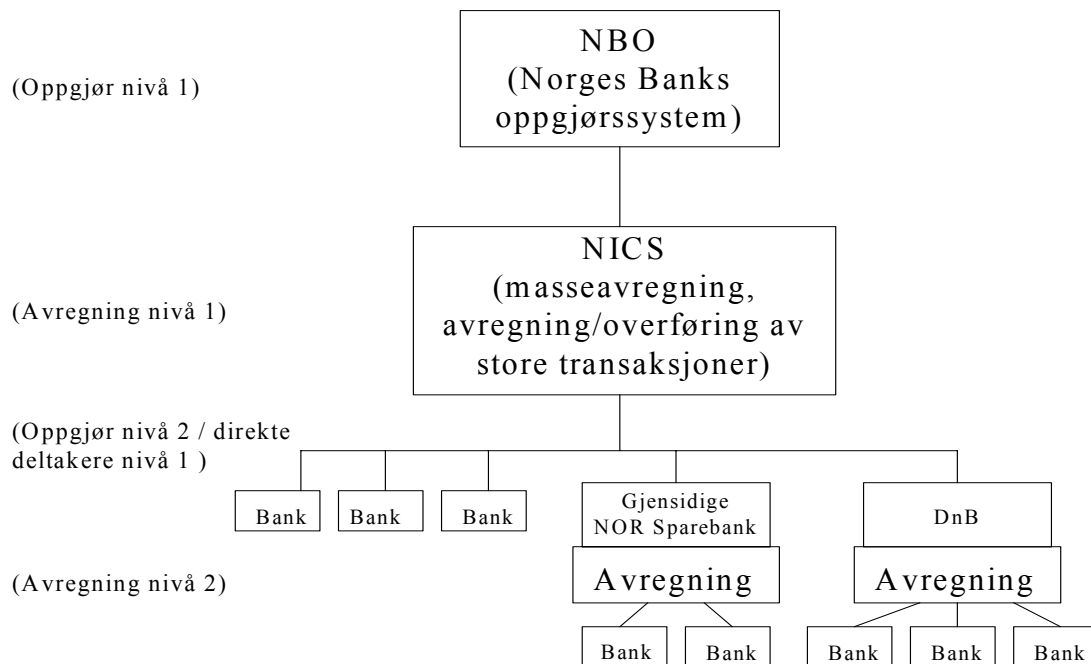 NBO
(Norges Banks
oppgjørssystem)
(Oppgjør nivå 1)
NICS
(masseavregning,
avregning/overføring av
store transaksjoner)
(Avregning nivå 1)
(Oppgjør nivå 2 / direkte
deltakere nivå 1 )
Bank
Bank
Bank
Gjensidige
NOR Sparebank
DnB
(Avregning nivå 2)
Avregning
Avregning
Bank
Bank
Bank
Bank
Bank